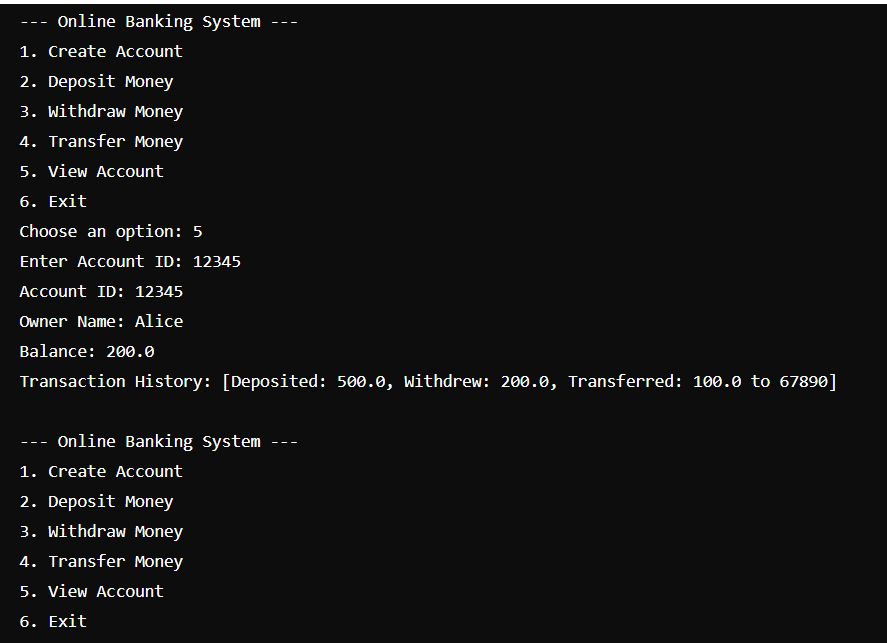 --- Online Banking System ---
1. Create Account
2. Deposit Money
3. Withdraw Money
4. Transfer Money
5. View Account
6. Exit
Choose an option: 5
Enter Account ID: 12345
Account ID: 12345
Owner Name: Alice
Balance: 200.0
Transaction History: [Deposited: 500.0, Withdrew: 200.0, Transferred: 100.0 to 67890]
--- Online Banking System ---
1. Create Account
2. Deposit Money
3. Withdraw Money
4. Transfer Money
5. View Account
6. Exit